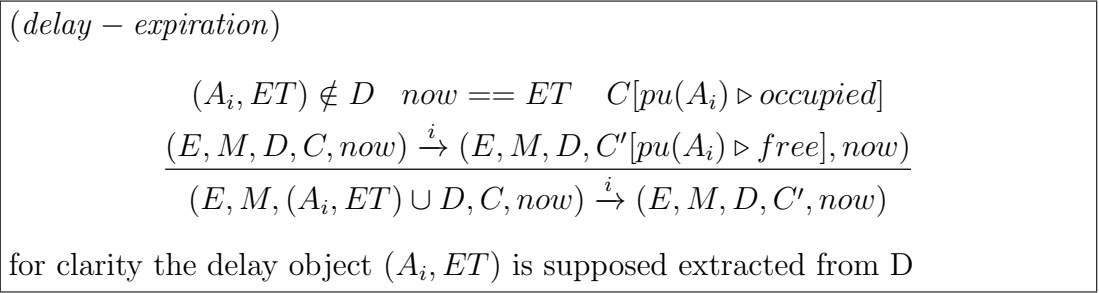 (delay − expiration)
(A_i, ET) ∉ D now == ET C[pu(A_i) ▷ occupied]
(E, M, D, C, now) →^i (E, M, D, C′[pu(A_i) ▷ free], now)
(E, M, (A_i, ET) ∪ D, C, now) →^i (E, M, D, C′, now)
for clarity the delay object (A_i, ET) is supposed extracted from D